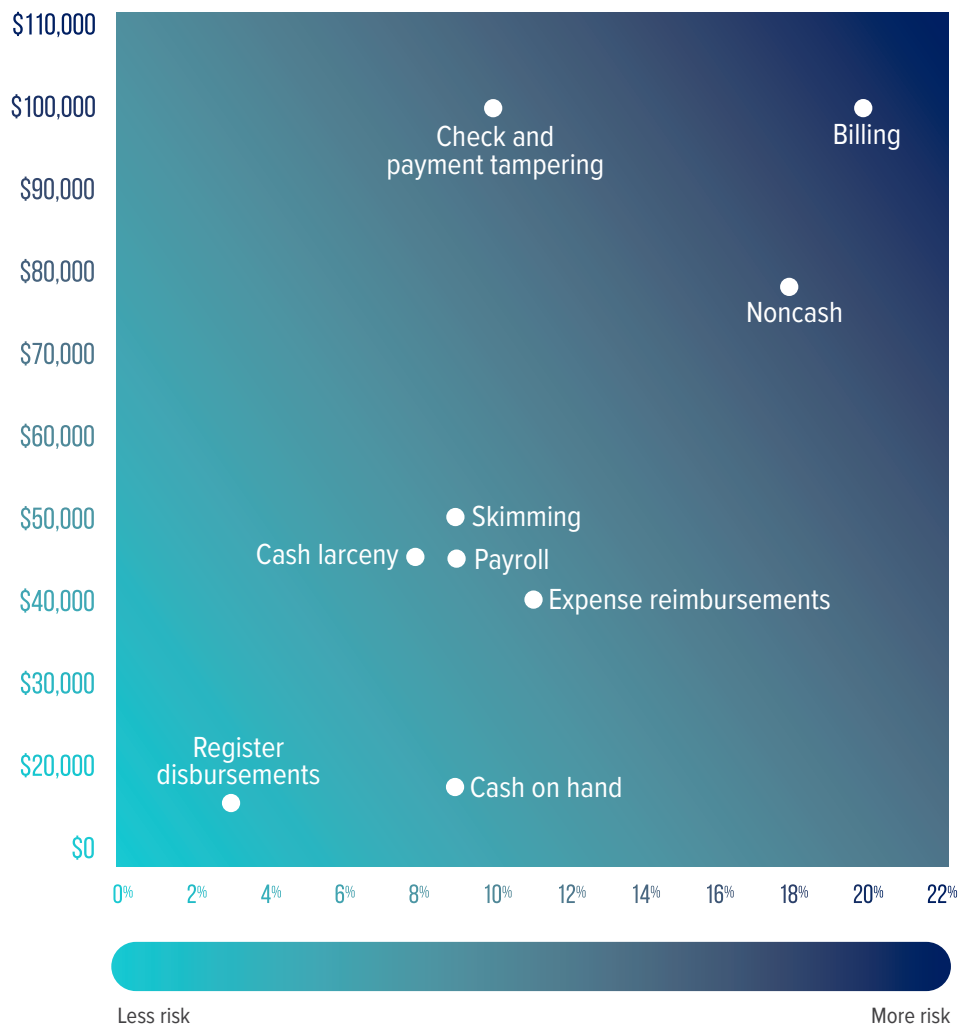 $110,000
$100,000
$90,000
$80,000
$70,000
$60,000
$50,000
$40,000
$30,000
$20,000
$0
Check and
payment tampering
Billing
Noncash
Skimming
Cash larceny
Payroll
Expense reimbursements
Register
disbursements
Cash on hand
0% 2% 4% 6% 8% 10% 12% 14% 16% 18% 20% 22%
Less risk More risk